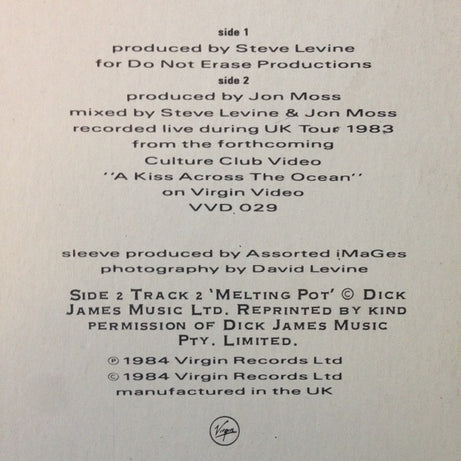 side 1
produced by Steve Levine
for Do Not Erase Productions
side 2
produced by Jon Moss
mixed by Steve Levine & Jon Moss
recorded live during UK Tour 1983
from the forthcoming
Culture Club Video
"A Kiss Across The Ocean"
on Virgin Video
VVD 029
sleeve produced by Assorted iMaGes
photography by David Levine
SIDE 2 TRACK 2 'MELTING POT' © DICK
JAMES MUSIC LTD. REPRINTED BY KIND
PERMISSION OF DICK JAMES MUSIC
PTY. LIMITED.
℗ 1984 Virgin Records Ltd
© 1984 Virgin Records Ltd
manufactured in the UK
Virgin